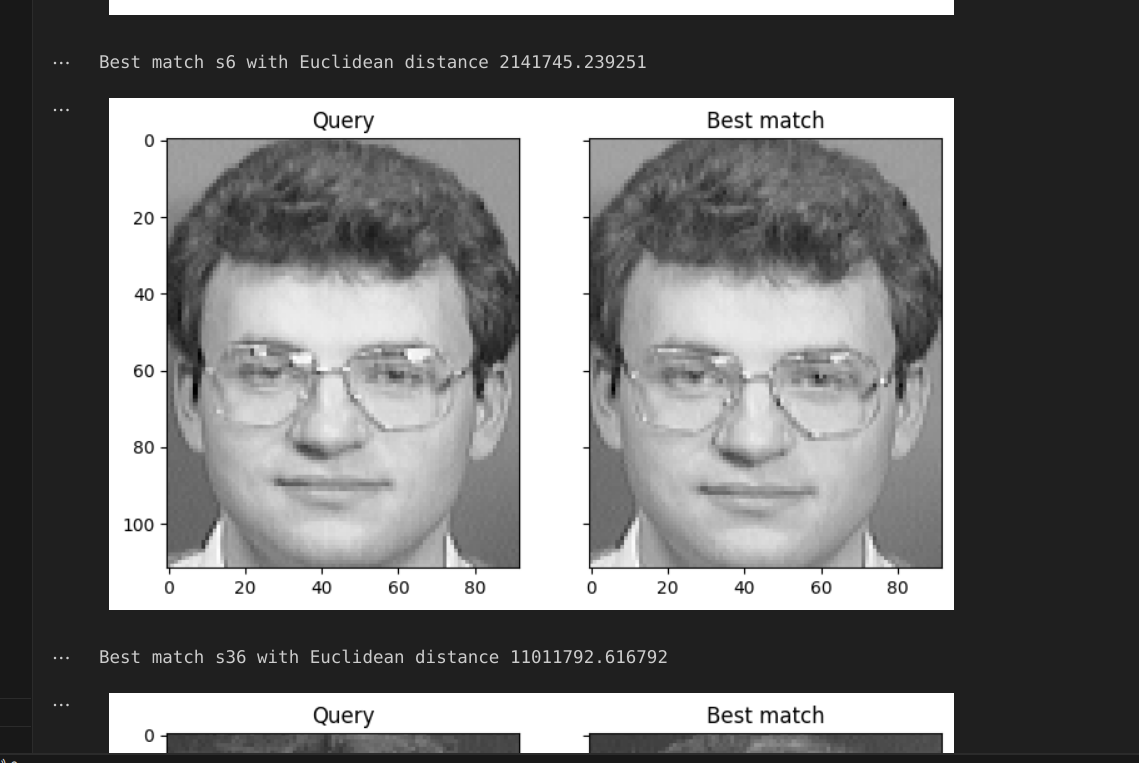 ... Best match s6 with Euclidean distance 2141745.239251
...
Query Best match
0
20
40
60
80
100
0 20 40 60 80 0 20 40 60 80
... Best match s36 with Euclidean distance 11011792.616792
...
Query Best match
0